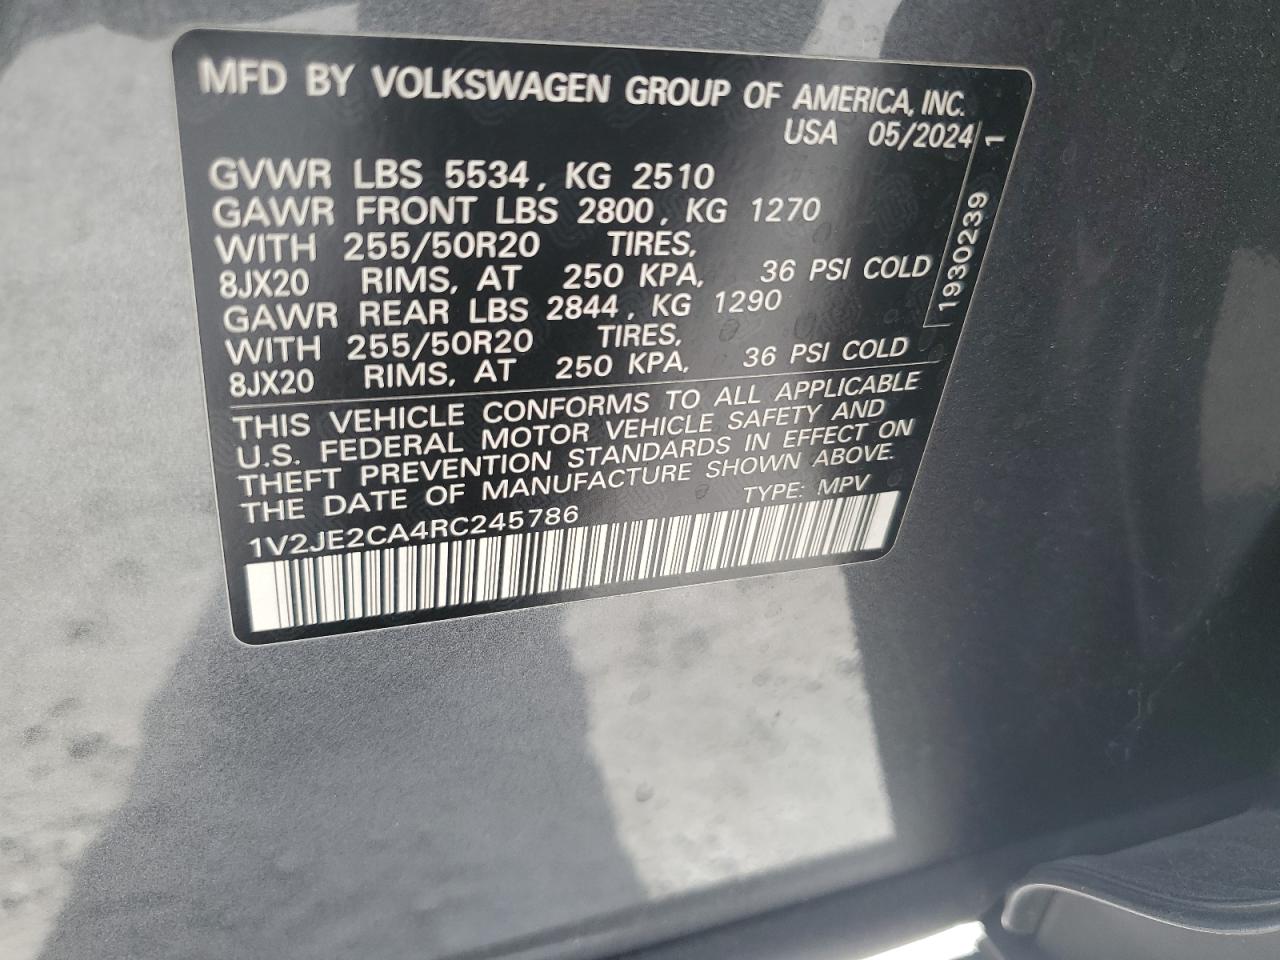 MFD BY VOLKSWAGEN GROUP OF AMERICA, INC.
USA 05/2024
GVWR LBS 5534, KG 2510
GAWR FRONT LBS 2800, KG 1270
WITH 255/50R20 TIRES,
8JX20 RIMS, AT 250 KPA, 36 PSI COLD
GAWR REAR LBS 2844, KG 1290
WITH 255/50R20 TIRES,
8JX20 RIMS, AT 250 KPA, 36 PSI COLD
1930239 1
THIS VEHICLE CONFORMS TO ALL APPLICABLE
U.S. FEDERAL MOTOR VEHICLE SAFETY AND
THEFT PREVENTION STANDARDS IN EFFECT ON
THE DATE OF MANUFACTURE SHOWN ABOVE.
TYPE: MPV
1V2JE2CA4RC245786